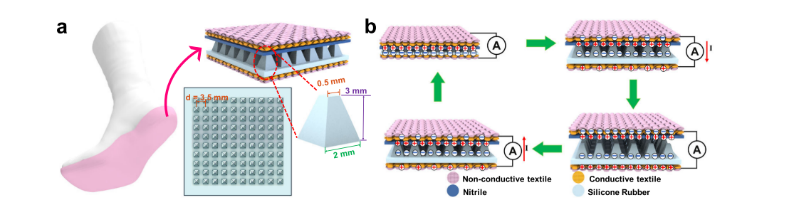 a
b
d = 3.5 mm
0.5 mm
3 mm
2 mm
A
A
I
A
I
A
Non-conductive textile
Conductive textile
Nitrile
Silicone Rubber